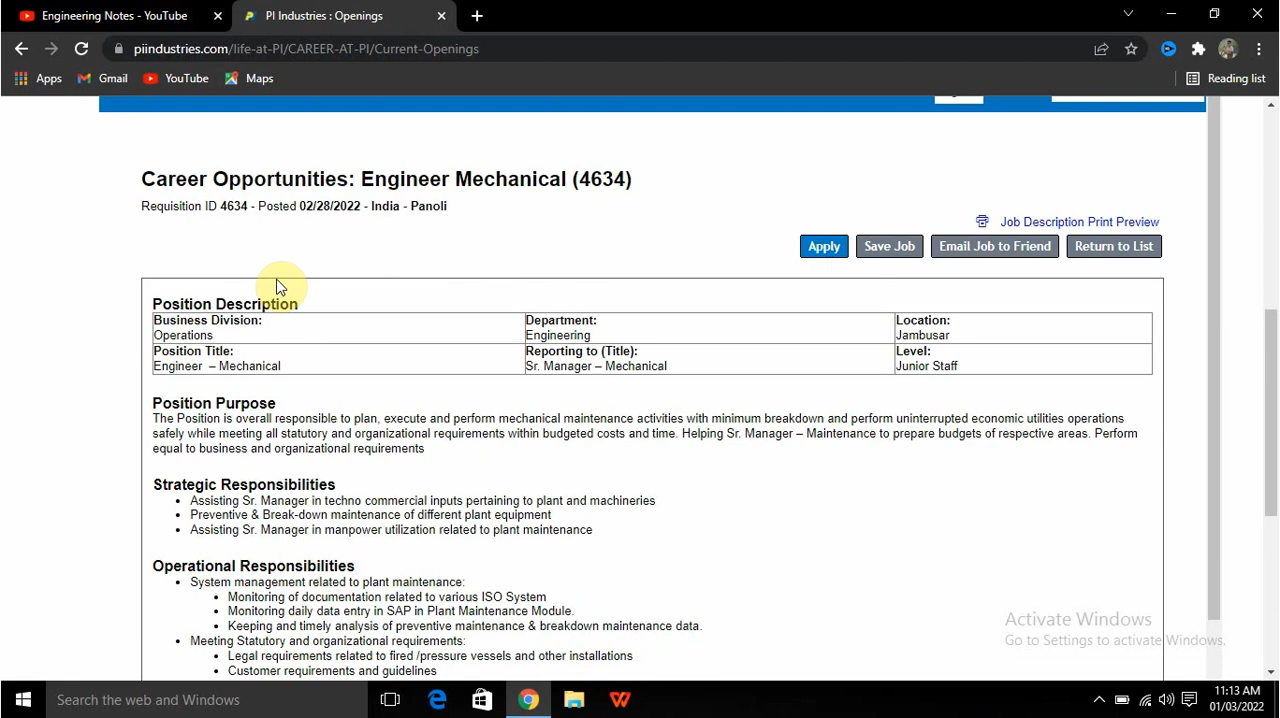 Engineering Notes - YouTube
PI Industries : Openings
piindustries.com/life-at-PI/CAREER-AT-PI/Current-Openings
Apps
Gmail
YouTube
Maps
Reading list
Career Opportunities: Engineer Mechanical (4634)
Requisition ID 4634 - Posted 02/28/2022 - India - Panoli
Job Description Print Preview
Apply
Save Job
Email Job to Friend
Return to List
Position Description
Business Division:
Operations
Department:
Engineering
Location:
Jambusar
Position Title:
Engineer – Mechanical
Reporting to (Title):
Sr. Manager – Mechanical
Level:
Junior Staff
Position Purpose
The Position is overall responsible to plan, execute and perform mechanical maintenance activities with minimum breakdown and perform uninterrupted economic utilities operations
safely while meeting all statutory and organizational requirements within budgeted costs and time. Helping Sr. Manager – Maintenance to prepare budgets of respective areas. Perform
equal to business and organizational requirements
Strategic Responsibilities
• Assisting Sr. Manager in techno commercial inputs pertaining to plant and machineries
• Preventive & Break-down maintenance of different plant equipment
• Assisting Sr. Manager in manpower utilization related to plant maintenance
Operational Responsibilities
• System management related to plant maintenance:
• Monitoring of documentation related to various ISO System
• Monitoring daily data entry in SAP in Plant Maintenance Module.
• Keeping and timely analysis of preventive maintenance & breakdown maintenance data.
• Meeting Statutory and organizational requirements:
• Legal requirements related to fired /pressure vessels and other installations
• Customer requirements and guidelines
Activate Windows
Go to Settings to activate Windows.
Search the web and Windows
11:13 AM
01/03/2022